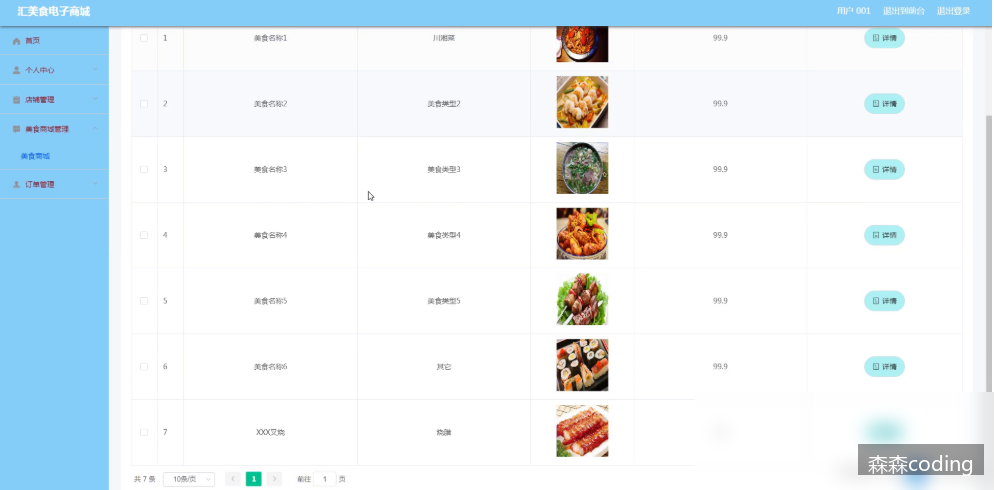 汇美食电子商城
用户 001 退出到前台 退出登录
首页
个人中心
店铺管理
美食商城管理
美食商城
订单管理
1 美食名称1 川湘菜 99.9 详情
2 美食名称2 美食类型2 99.9 详情
3 美食名称3 美食类型3 99.9 详情
4 美食名称4 美食类型4 99.9 详情
5 美食名称5 美食类型5 99.9 详情
6 美食名称6 其它 99.9 详情
7 XXX叉烧 烧腊
共 7 条 10条/页 1 前往 1 页
森森coding